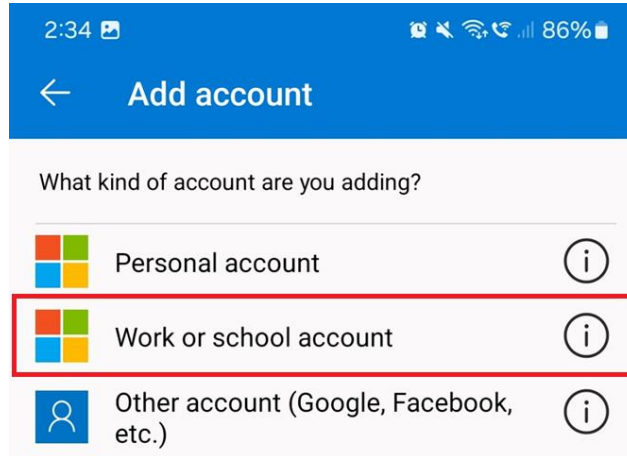 2:34 86%
Add account
What kind of account are you adding?
Personal account
Work or school account
Other account (Google, Facebook,
etc.)